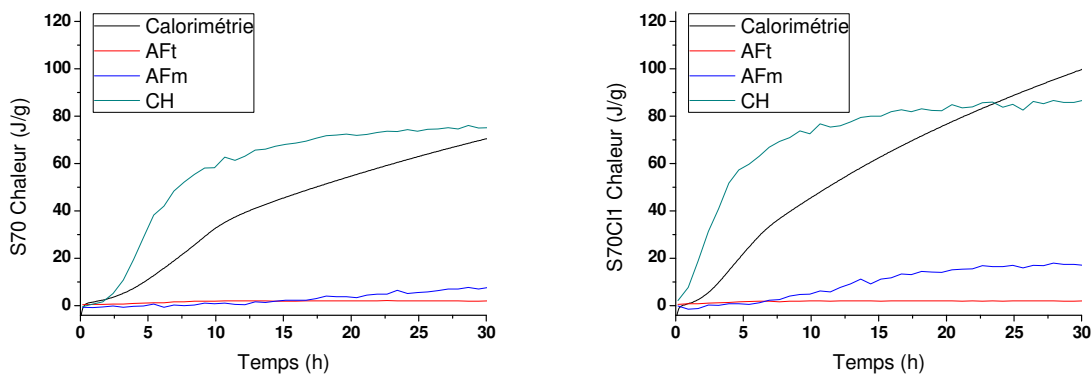 120
100
80
60
40
20
0
S70 Chaleur (J/g)
Calorimétrie
AFt
AFm
CH
0 5 10 15 20 25 30
Temps (h)
120
100
80
60
40
20
0
S70Cl1 Chaleur (J/g)
Calorimétrie
AFt
AFm
CH
0 5 10 15 20 25 30
Temps (h)